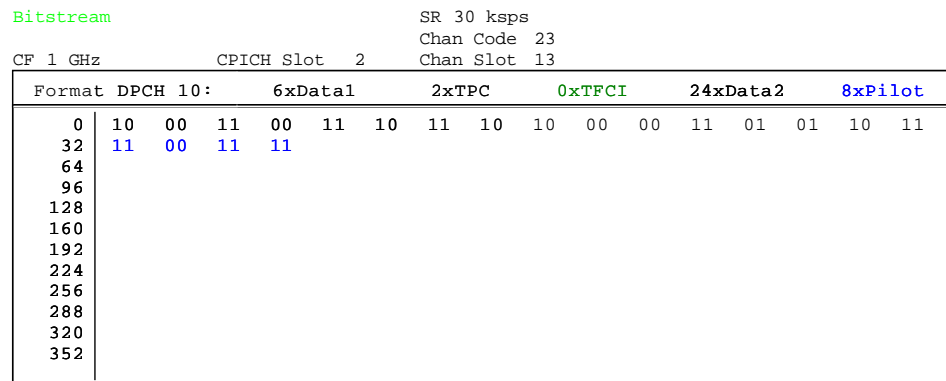 Bitstream SR 30 ksps
Chan Code 23
CF 1 GHz CPICH Slot 2 Chan Slot 13
Format DPCH 10: 6xData1 2xTPC 0xTFCI 24xData2 8xPilot
0 10 00 11 00 11 10 11 10 10 00 00 11 01 01 10 11
32 11 00 11 11
64
96
128
160
192
224
256
288
320
352